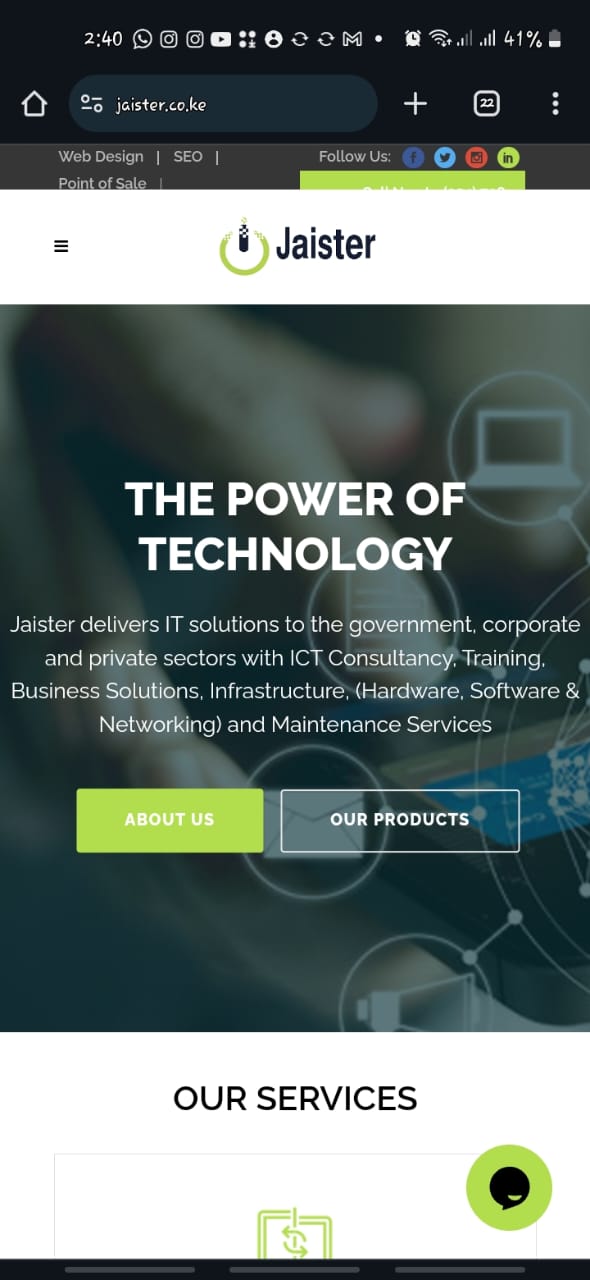 2:40
41%
jaister.co.ke
22
Web Design | SEO |
Follow Us:
Point of Sale |
Jaister
THE POWER OF
TECHNOLOGY
Jaister delivers IT solutions to the government, corporate
and private sectors with ICT Consultancy, Training,
Business Solutions, Infrastructure, (Hardware, Software &
Networking) and Maintenance Services
ABOUT US
OUR PRODUCTS
OUR SERVICES